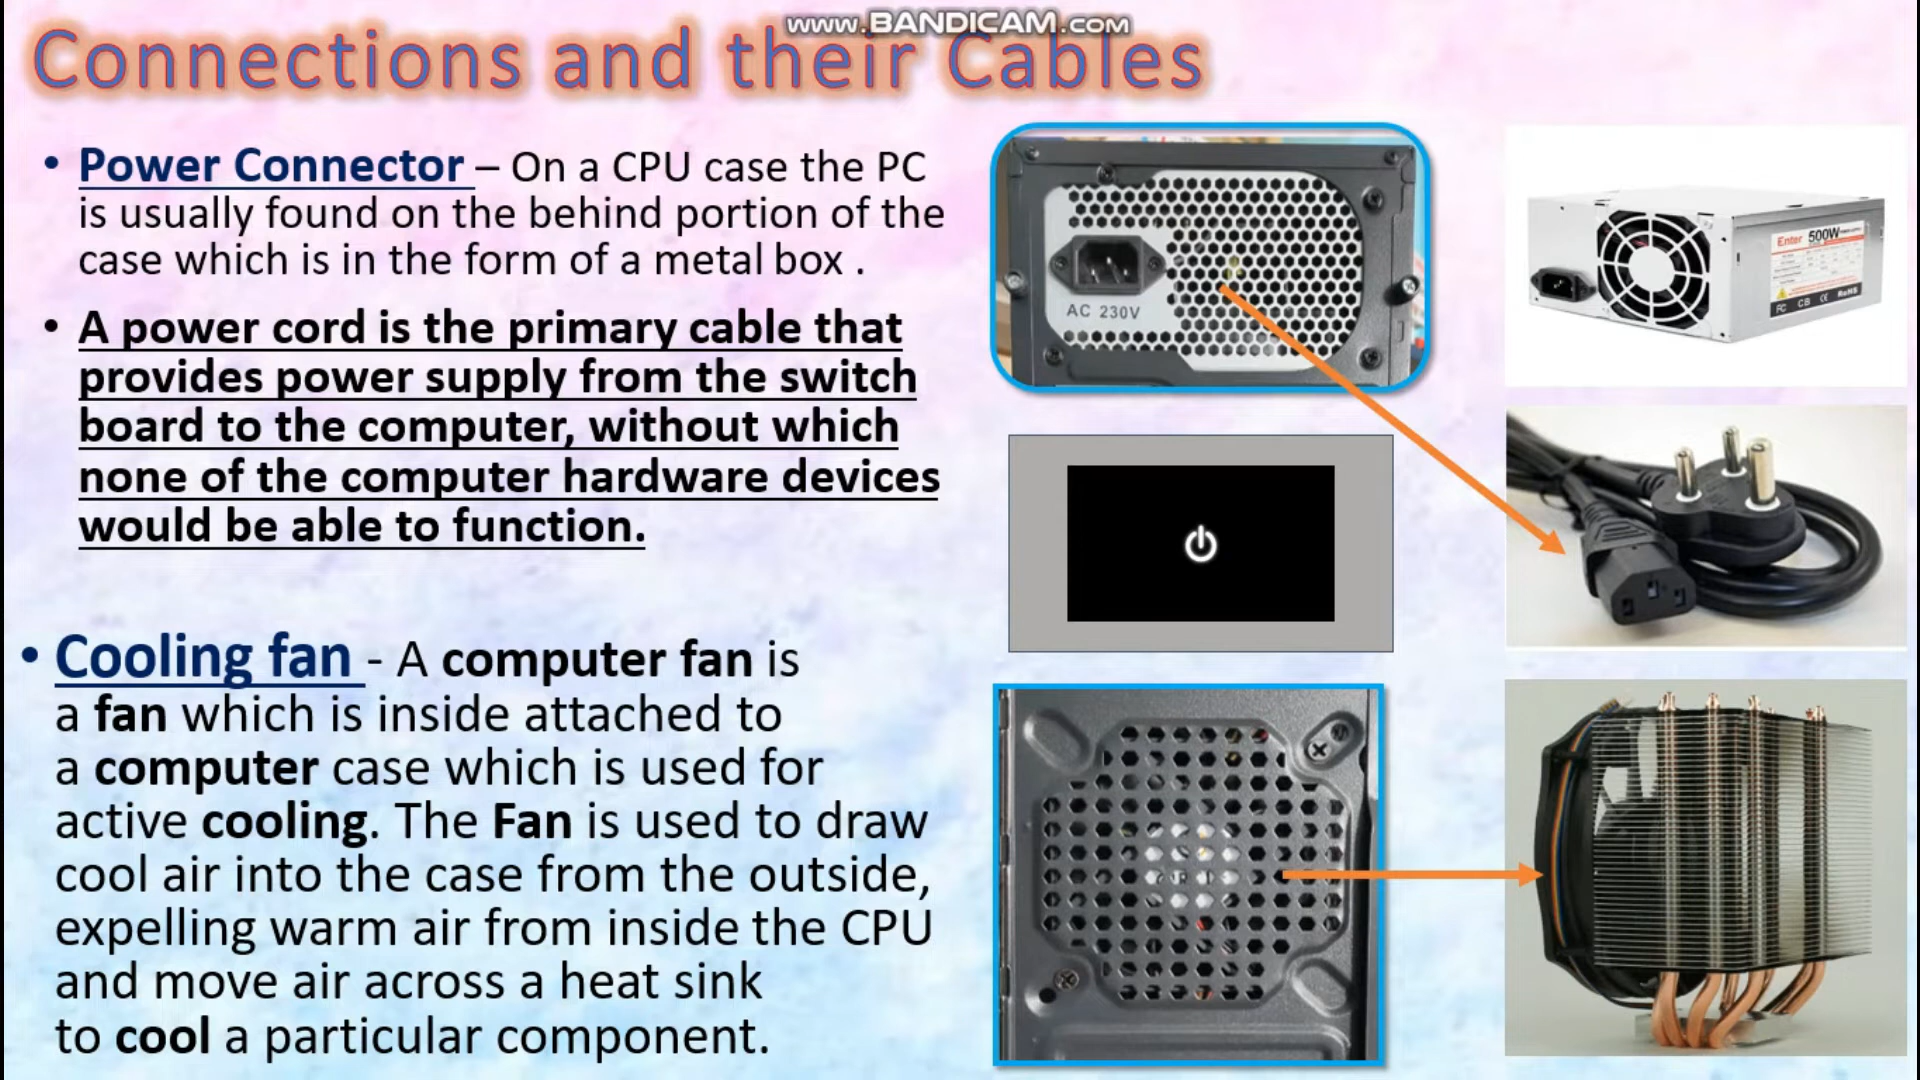 www.BANDICAM.com
Connections and their Cables
• Power Connector – On a CPU case the PC
is usually found on the behind portion of the
case which is in the form of a metal box .
• A power cord is the primary cable that
provides power supply from the switch
board to the computer, without which
none of the computer hardware devices
would be able to function.
• Cooling fan - A computer fan is
a fan which is inside attached to
a computer case which is used for
active cooling. The Fan is used to draw
cool air into the case from the outside,
expelling warm air from inside the CPU
and move air across a heat sink
to cool a particular component.
AC 230V
Enter 500W
FC CB CE RoHS